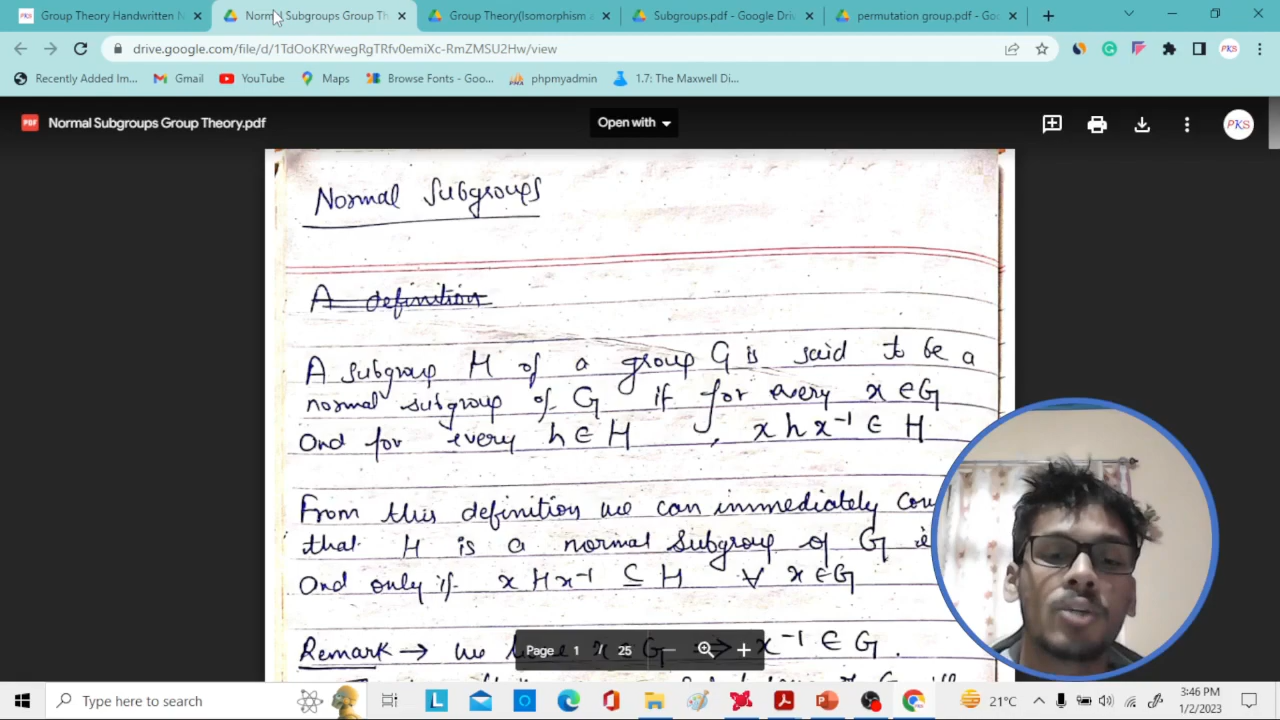 Group Theory Handwritten N
Normal Subgroups Group Th
Group Theory(Isomorphism
Subgroups.pdf - Google Driv
permutation group.pdf - Goo
drive.google.com/file/d/1TdOoKRYwegRgTRfv0emiXc-RmZMSU2Hw/view
PKS
Recently Added Im...
Gmail
YouTube
Maps
Browse Fonts - Goo...
phpmyadmin
1.7: The Maxwell Di...
PDF
Normal Subgroups Group Theory.pdf
Open with
PKS
Normal Subgroups
A definition
A subgroup H of a group G is said to be a
normal subgroup of G if for every x ∈ G
And for every h ∈ H , x h x⁻¹ ∈ H
From this definition we can immediately con
that H is a normal Subgroup of G i
And only if x H x⁻¹ ⊆ H ∀ x ∈ G
Remark → we x G ⇒ x⁻¹ ∈ G .
Page 1 25
Type here to search
21°C
3:46 PM
1/2/2023